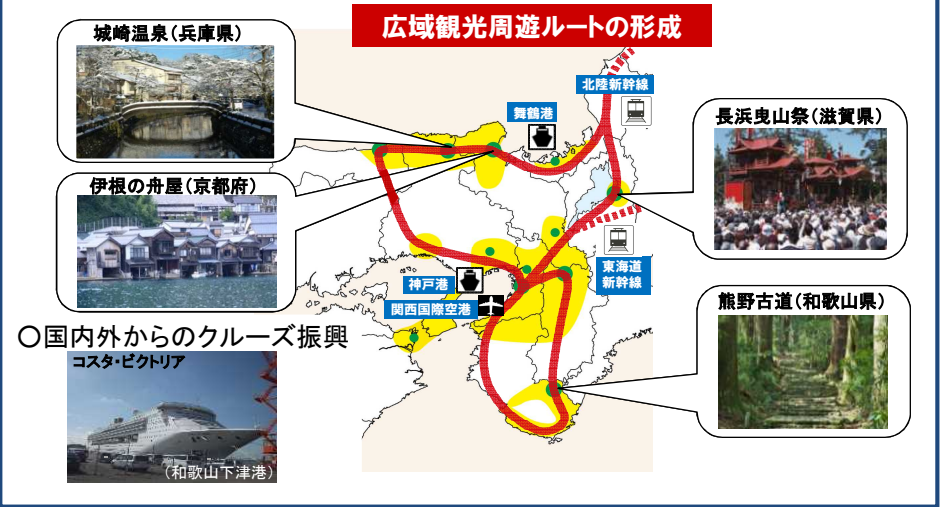 広域観光周遊ルートの形成
城崎温泉(兵庫県)
北陸新幹線
舞鶴港
長浜曳山祭(滋賀県)
伊根の舟屋(京都府)
東海道
新幹線
神戸港
関西国際空港
熊野古道(和歌山県)
〇国内外からのクルーズ振興
コスタ・ビクトリア
(和歌山下津港)